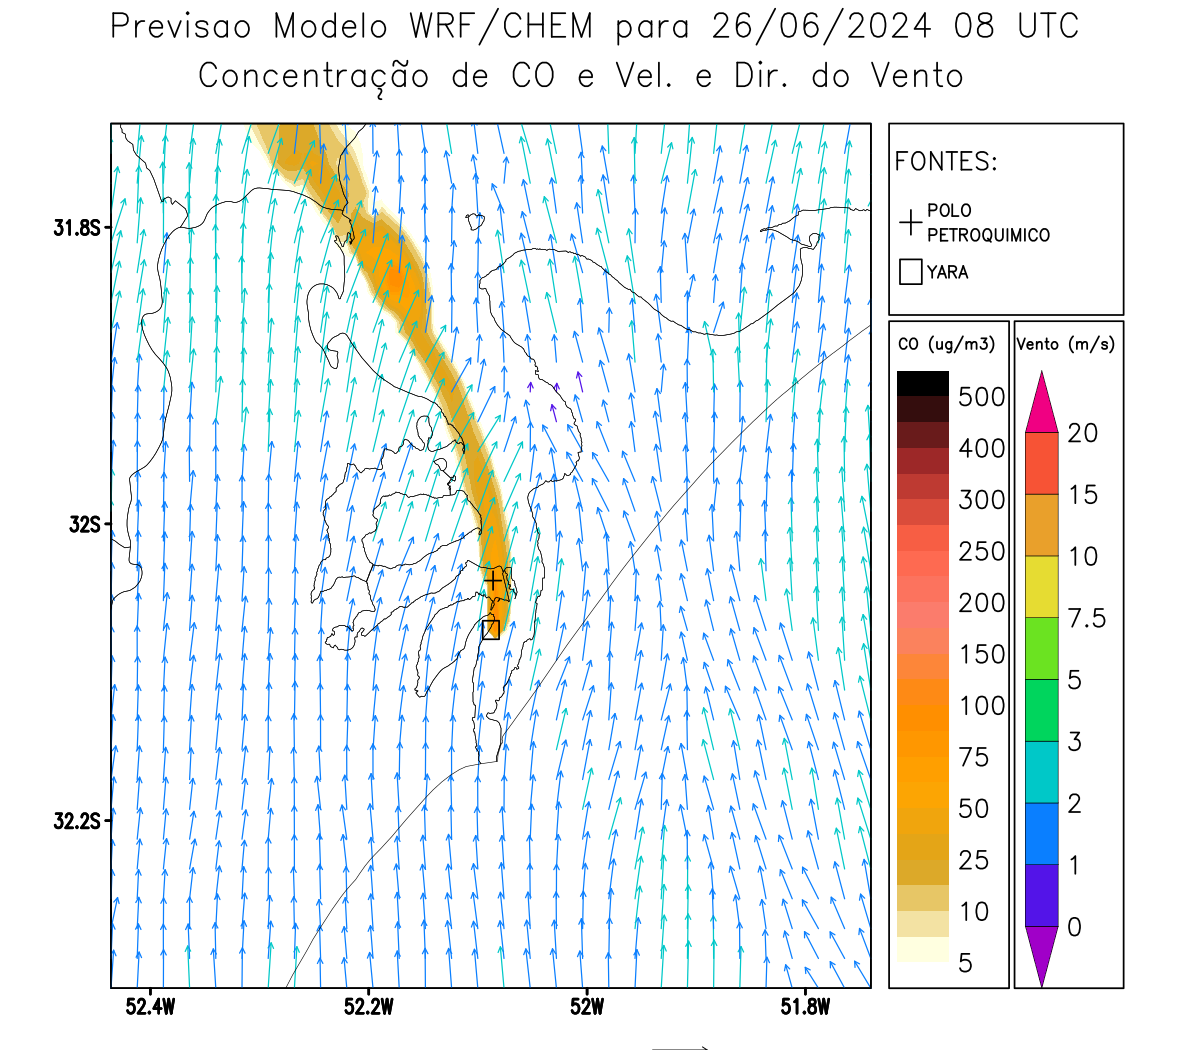 Previsao Modelo WRF/CHEM para 26/06/2024 08 UTC
Concentração de CO e Vel. e Dir. do Vento
FONTES:
POLO
PETROQUIMICO
YARA
CO (ug/m3)
500
400
300
250
200
150
100
75
50
25
10
5
Vento (m/s)
20
15
10
7.5
5
3
2
1
0
31.8S
32S
32.2S
52.4W
52.2W
52W
51.8W